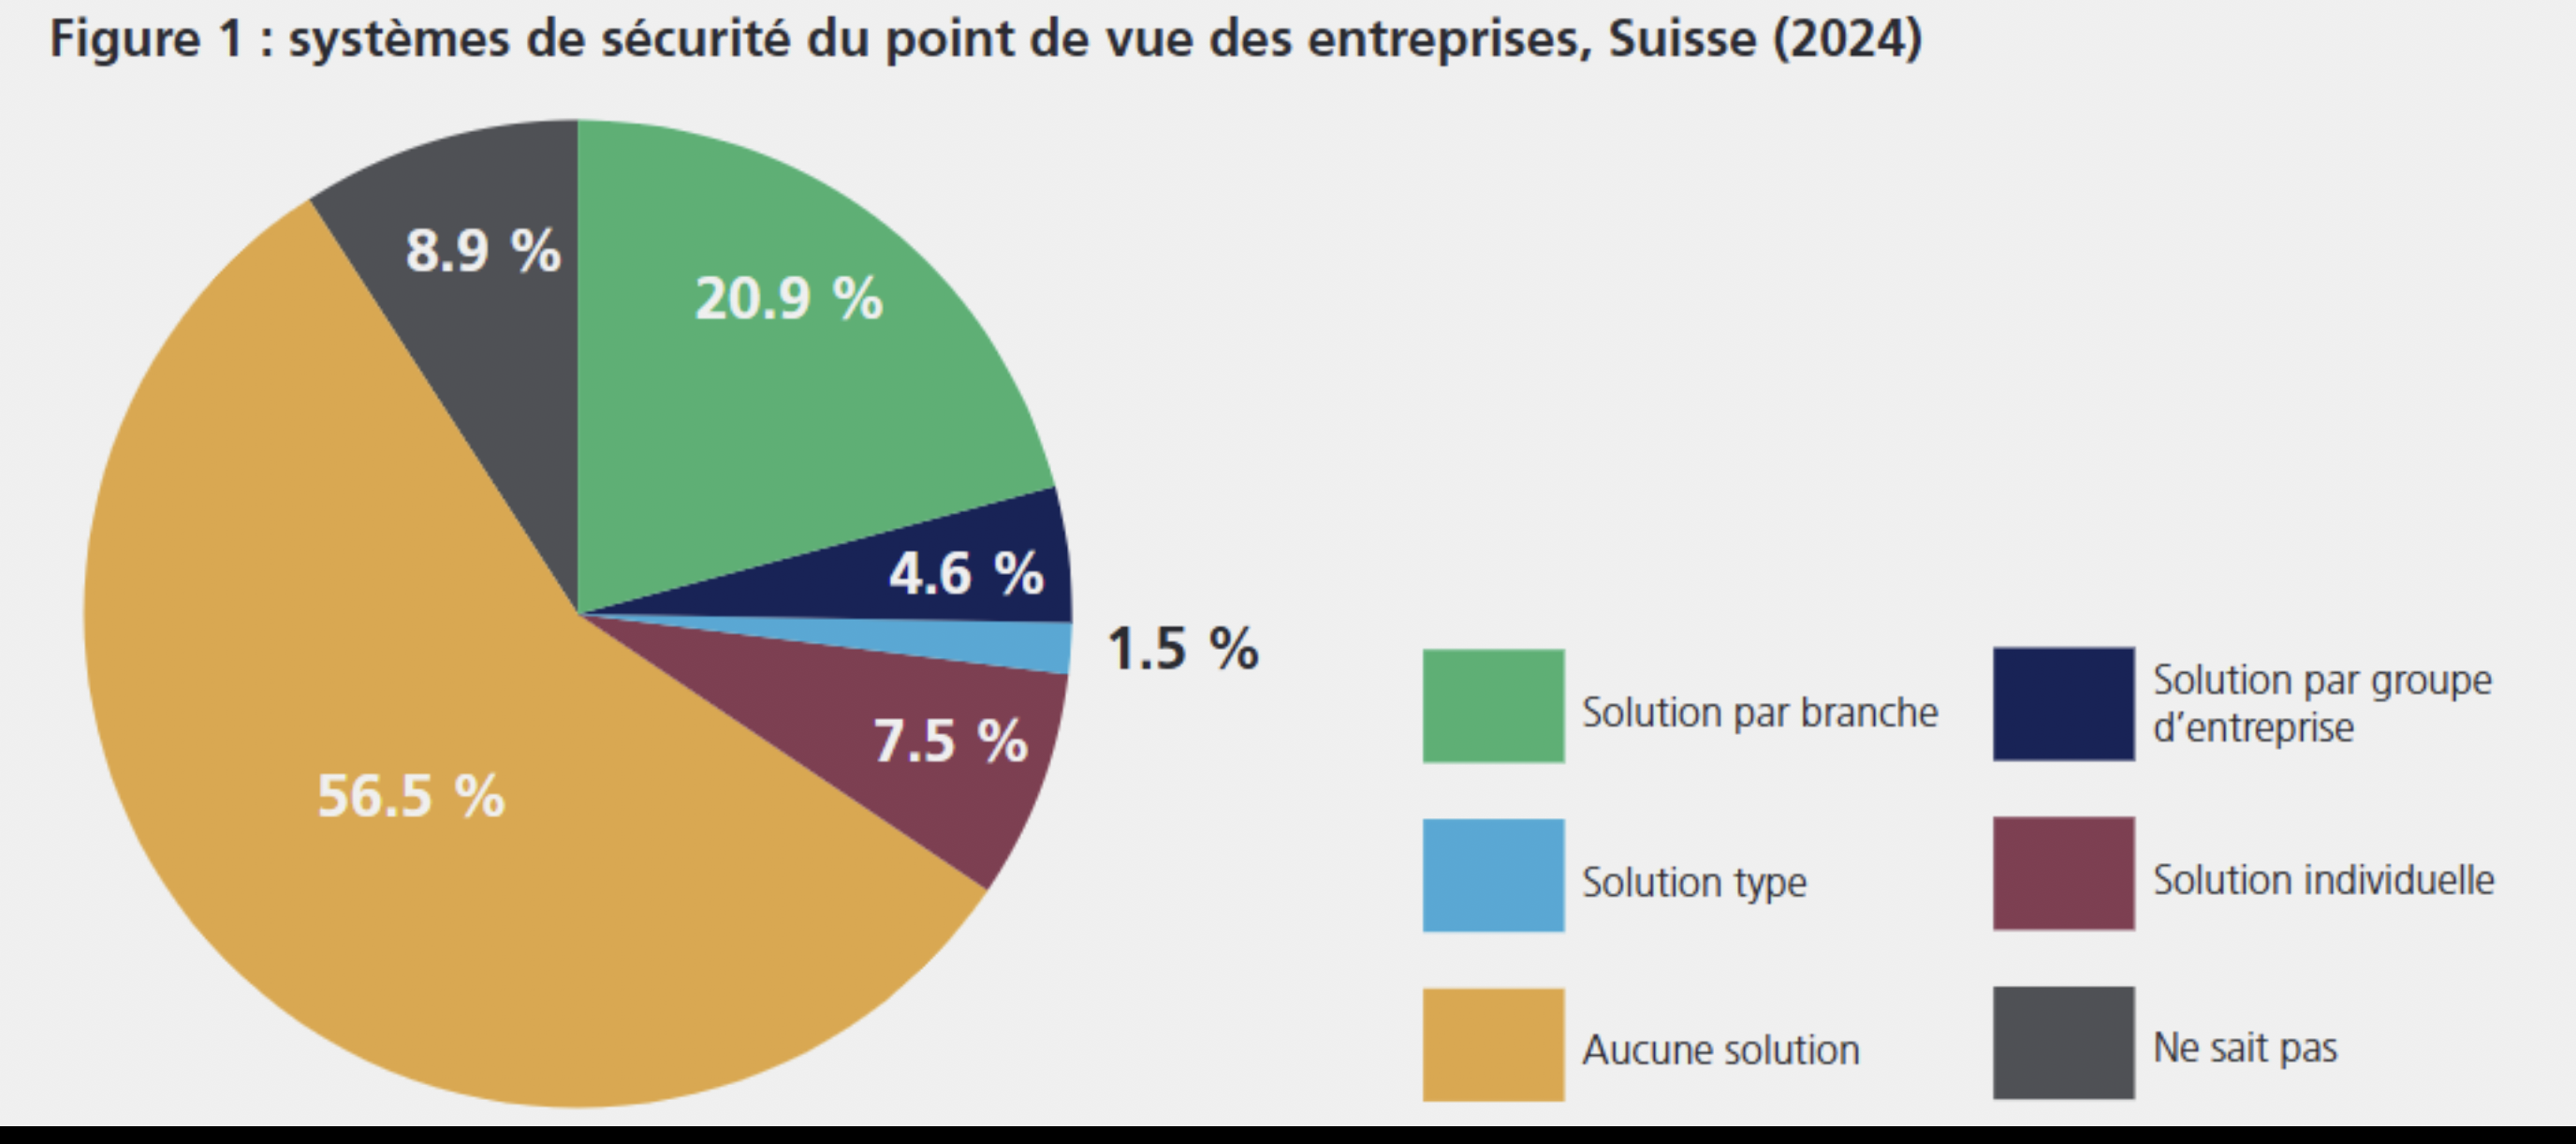 Figure 1 : systèmes de sécurité du point de vue des entreprises, Suisse (2024)
8.9 %
20.9 %
4.6 %
1.5 %
7.5 %
56.5 %
Solution par branche
Solution par groupe
d’entreprise
Solution type
Solution individuelle
Aucune solution
Ne sait pas